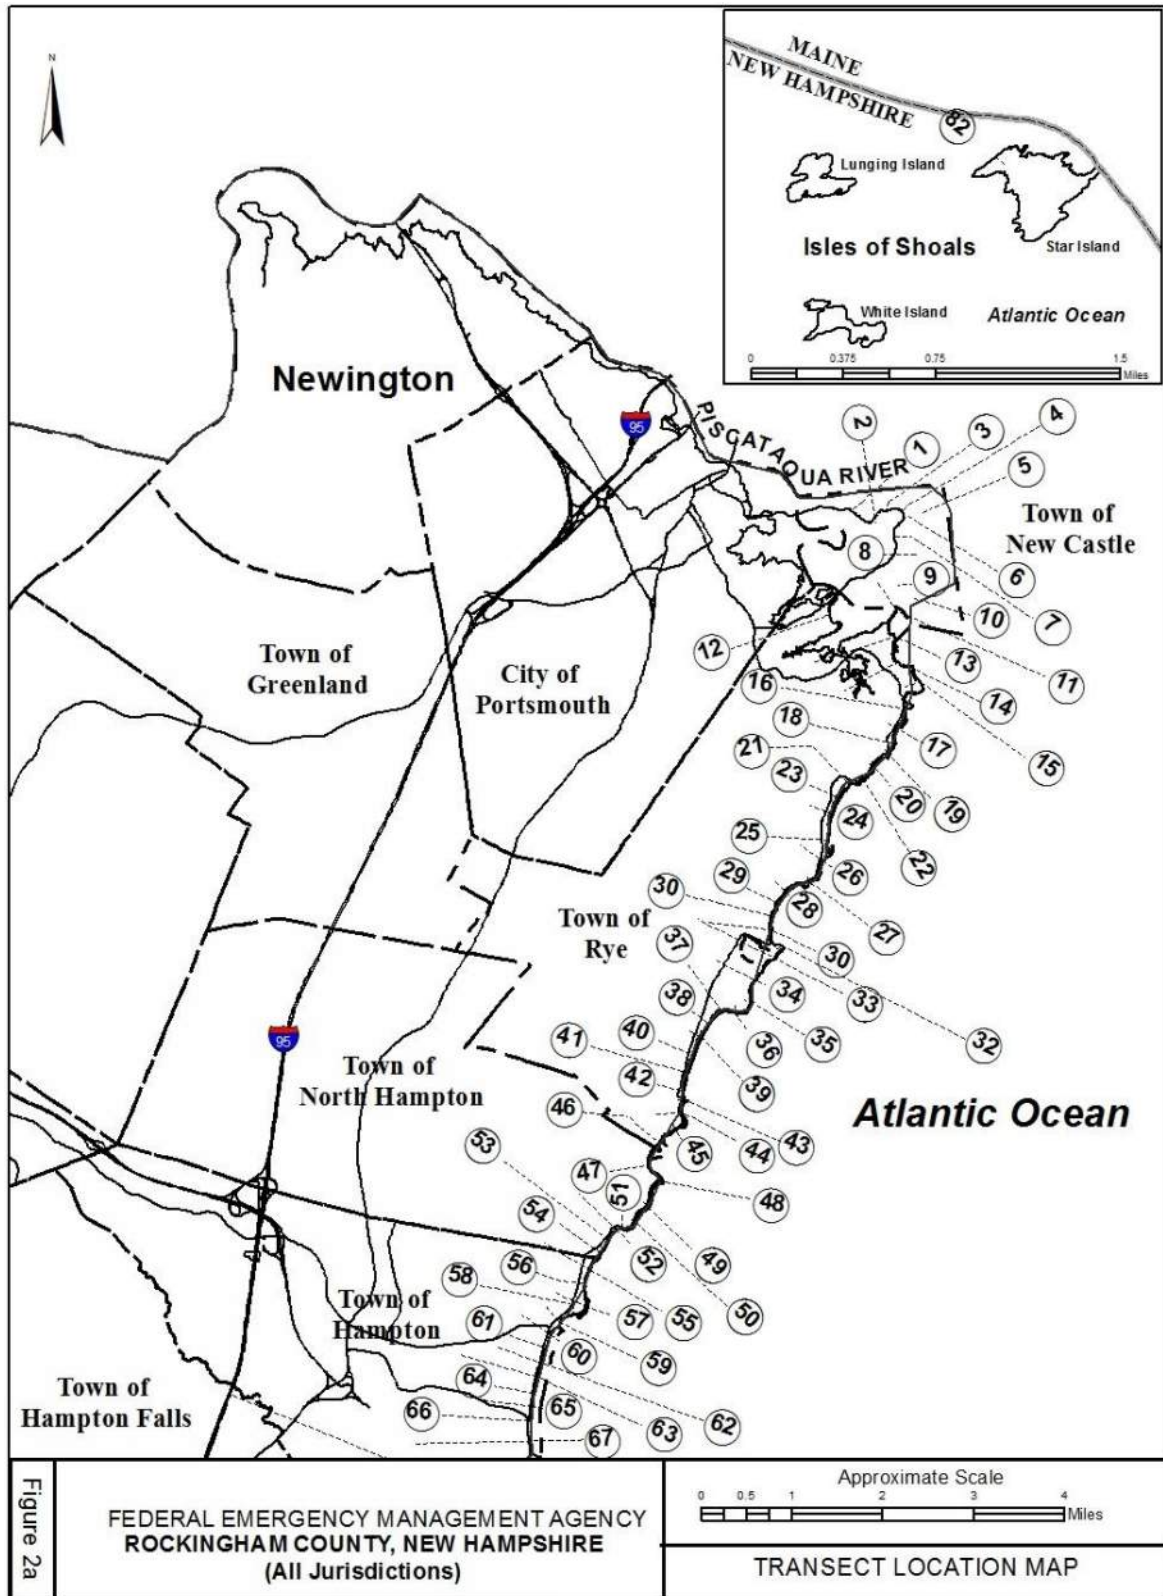 N
MAINE
NEW HAMPSHIRE
82
Lunging Island
Isles of Shoals
Star Island
White Island
Atlantic Ocean
0 0.375 0.75 1.5
Miles
Newington
95
PISCATAQUA RIVER
2
1
3
4
5
Town of
New Castle
8
9
6
10
7
12
13
11
Town of
Greenland
City of
Portsmouth
16
14
18
17
15
21
23
20
19
24
22
25
26
29
28
27
30
Town of
Rye
37
30
34
33
38
35
32
36
95
40
41
39
42
Town of
North Hampton
46
43
44
45
Atlantic Ocean
53
47
51
48
54
52
49
50
56
58
57
55
Town of
Hampton
61
60
59
64
65
62
66
63
67
Town of
Hampton Falls
Figure 2a
FEDERAL EMERGENCY MANAGEMENT AGENCY
ROCKINGHAM COUNTY, NEW HAMPSHIRE
(All Jurisdictions)
Approximate Scale
0 0.5 1 2 3 4
Miles
TRANSECT LOCATION MAP